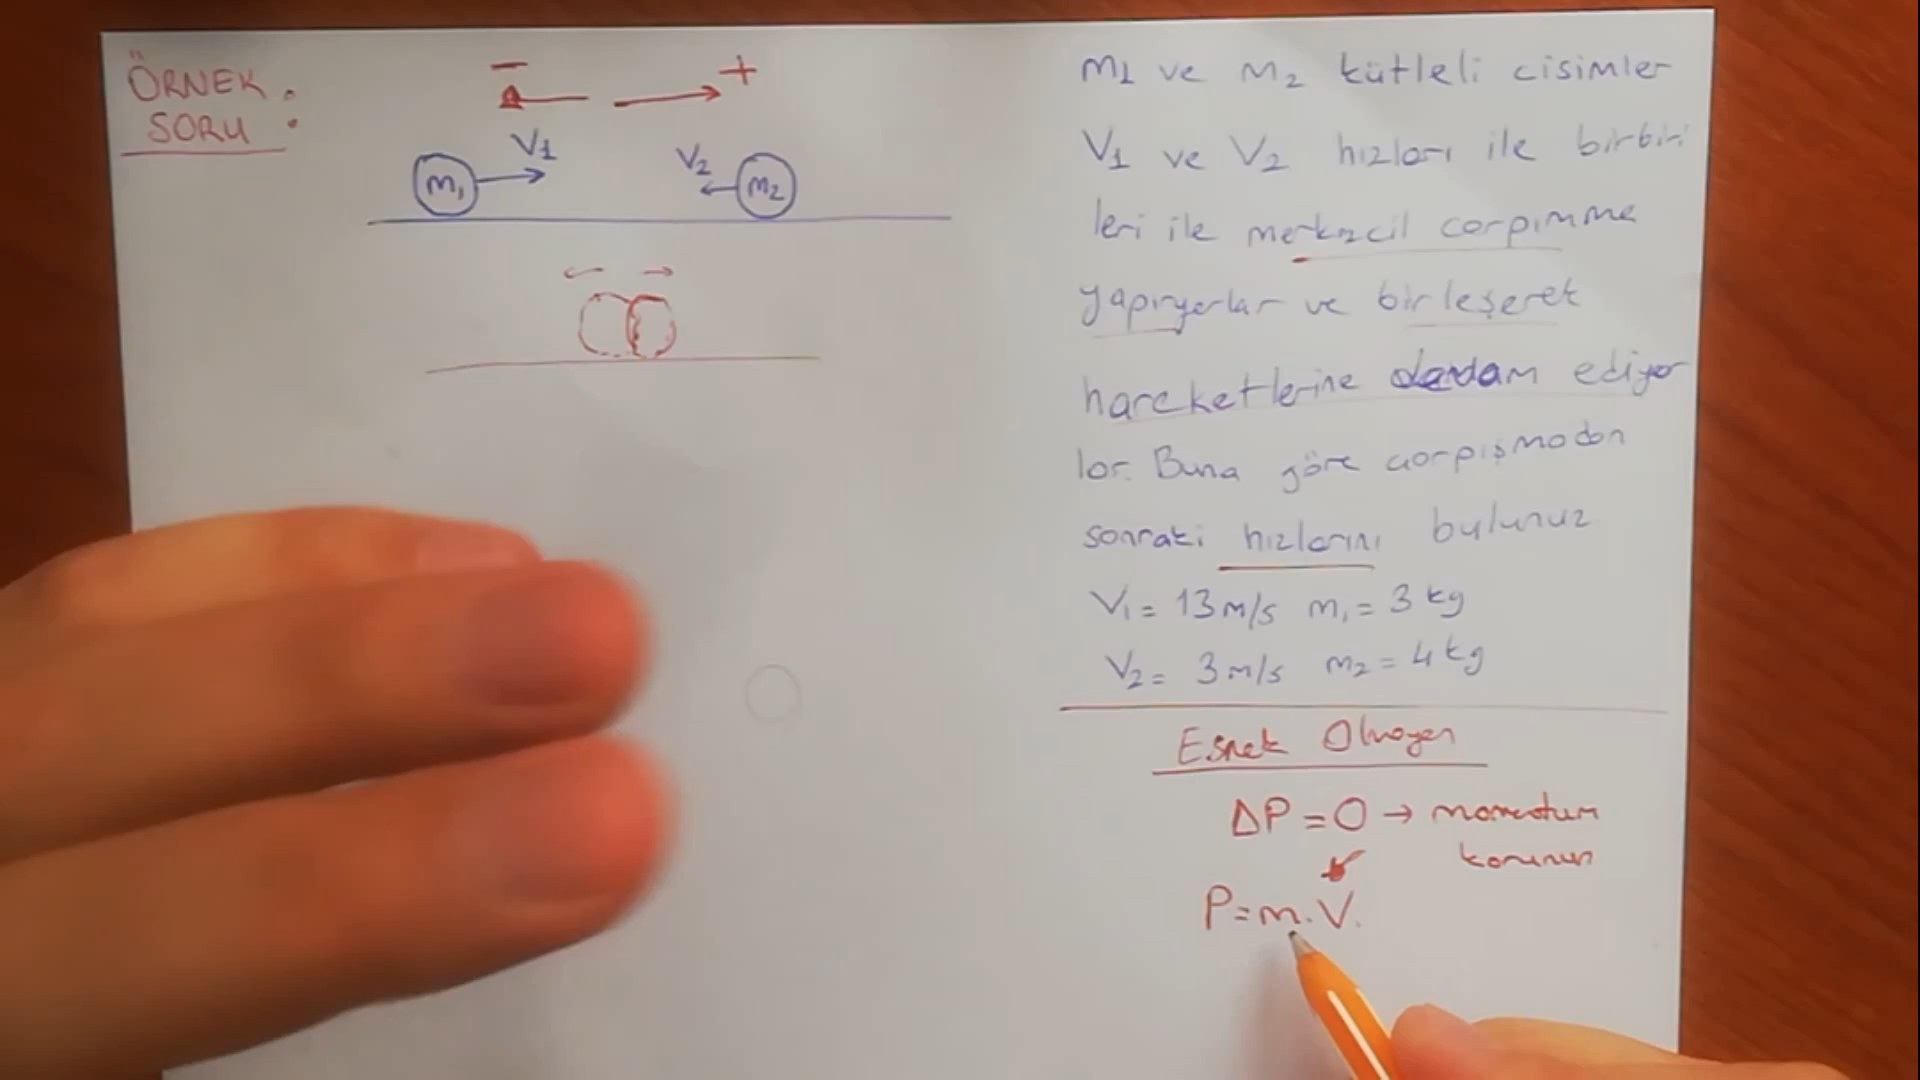 ÖRNEK
SORU :
- +
V1
V2
m1
m2
m1 ve m2 kütleli cisimler
V1 ve V2 hızları ile birbiri
leri ile merkezcil çarpımma
yapıyorlar ve birleşerek
hareketlerine devam ediyor
lar. Buna göre çarpışmadan
sonraki hızlarını bulunuz
V1 = 13 m/s m1 = 3 kg
V2 = 3 m/s m2 = 4 kg
Esnek Olmayan
ΔP = 0 → momentum
korunur
P = m . V.